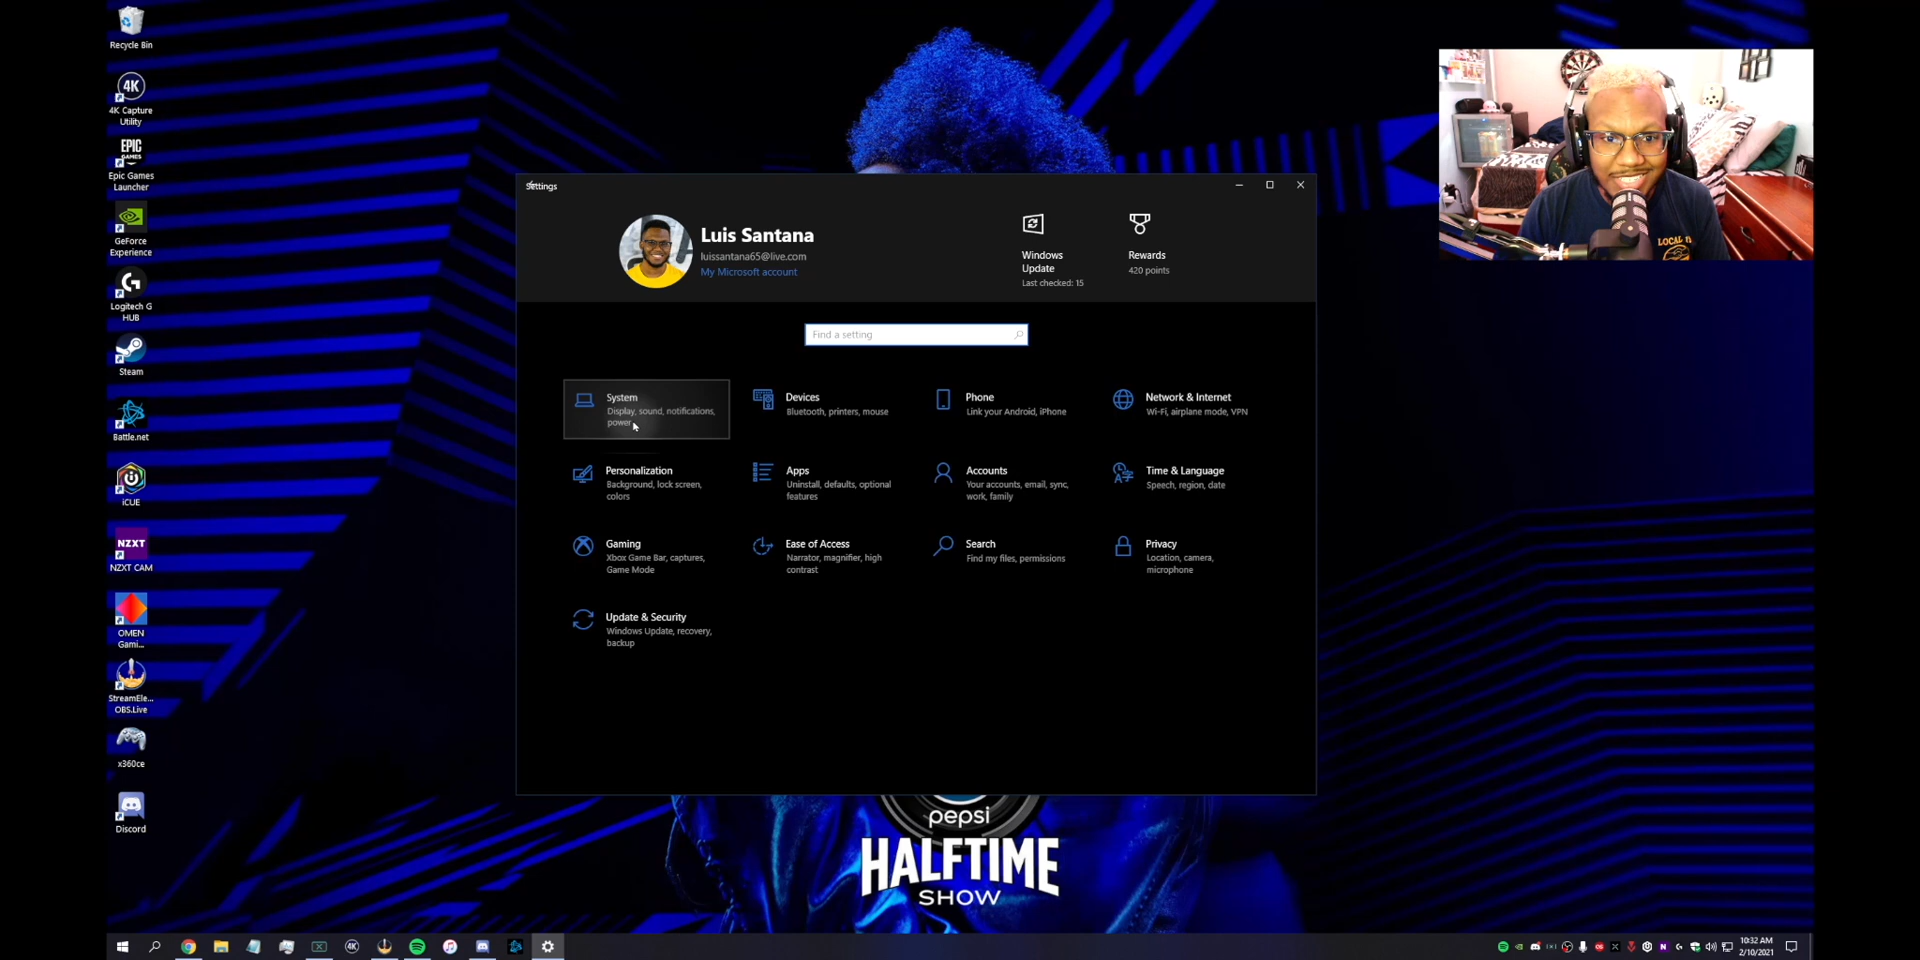 Recycle Bin
4K
4K Capture
Utility
EPIC
GAMES
Epic Games
Launcher
GeForce
Experience
Logitech G
HUB
Steam
Battle.net
iCUE
NZXT
NZXT CAM
OMEN
Gami...
StreamEle...
OBS.Live
x360ce
Discord
Settings
Luis Santana
luissantana65@live.com
My Microsoft account
Windows
Update
Last checked: 15
Rewards
420 points
Find a setting
System
Display, sound, notifications,
power
Devices
Bluetooth, printers, mouse
Phone
Link your Android, iPhone
Network & Internet
Wi-Fi, airplane mode, VPN
Personalization
Background, lock screen,
colors
Apps
Uninstall, defaults, optional
features
Accounts
Your accounts, email, sync,
work, family
Time & Language
Speech, region, date
Gaming
Xbox Game Bar, captures,
Game Mode
Ease of Access
Narrator, magnifier, high
contrast
Search
Find my files, permissions
Privacy
Location, camera,
microphone
Update & Security
Windows Update, recovery,
backup
pepsi
HALFTIME
SHOW
LOCAL
4K
10:32 AM
2/10/2021